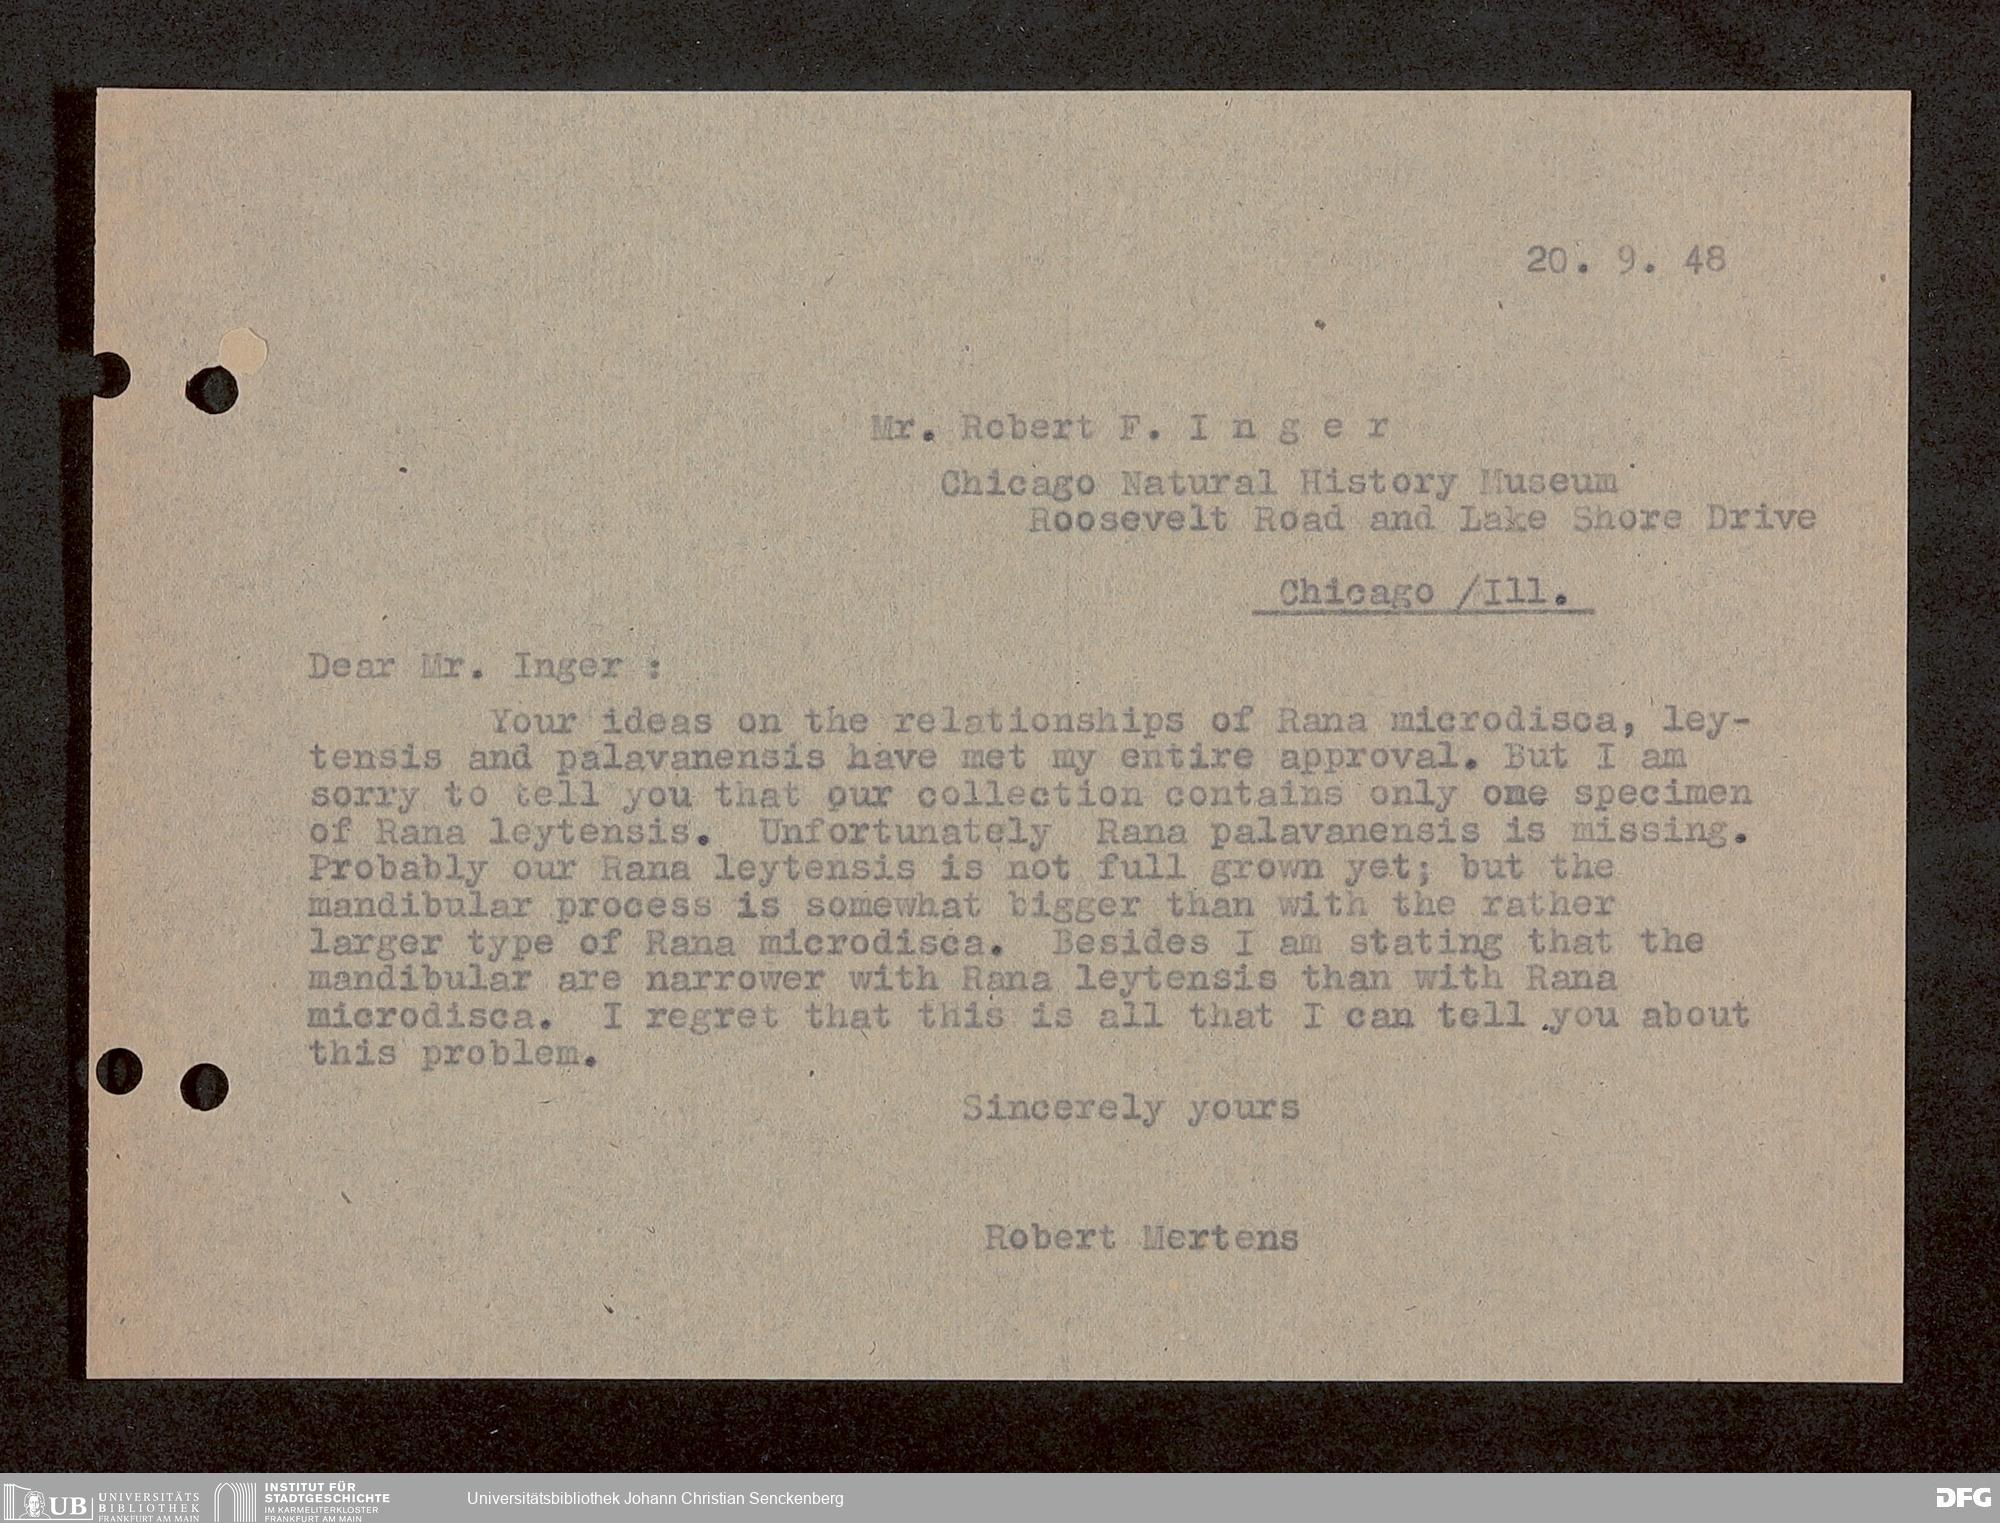 20. 9. 48
Mr. Robert F. I n g e r
Chicago Natural History Museum
Roosevelt Road and Lake Shore Drive
Chicago /Ill.
Dear Mr. Inger :
Your ideas on the relationships of Rana microdisca, ley-
tensis and palavanensis have met my entire approval. But I am
sorry to tell you that our collection contains only one specimen
of Rana leytensis. Unfortunately Rana palavanensis is missing.
Probably our Rana leytensis is not full grown yet; but the
mandibular process is somewhat bigger than with the rather
larger type of Rana microdisca. Besides I am stating that the
mandibular are narrower with Rana leytensis than with Rana
microdisca. I regret that this is all that I can tell you about
this problem.
Sincerely yours
Robert Mertens
UB UNIVERSITÄTS
BIBLIOTHEK
FRANKFURT AM MAIN
INSTITUT FÜR
STADTGESCHICHTE
IM KARMELITERKLOSTER
FRANKFURT AM MAIN
Universitätsbibliothek Johann Christian Senckenberg
DFG